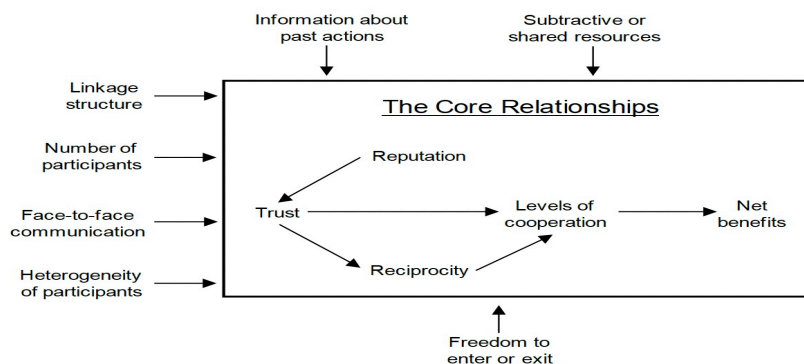 Information about
past actions
Subtractive or
shared resources
Linkage
structure
The Core Relationships
Number of
participants
Reputation
Face-to-face
communication
Trust
Levels of
cooperation
Net
benefits
Heterogeneity
of participants
Reciprocity
Freedom to
enter or exit